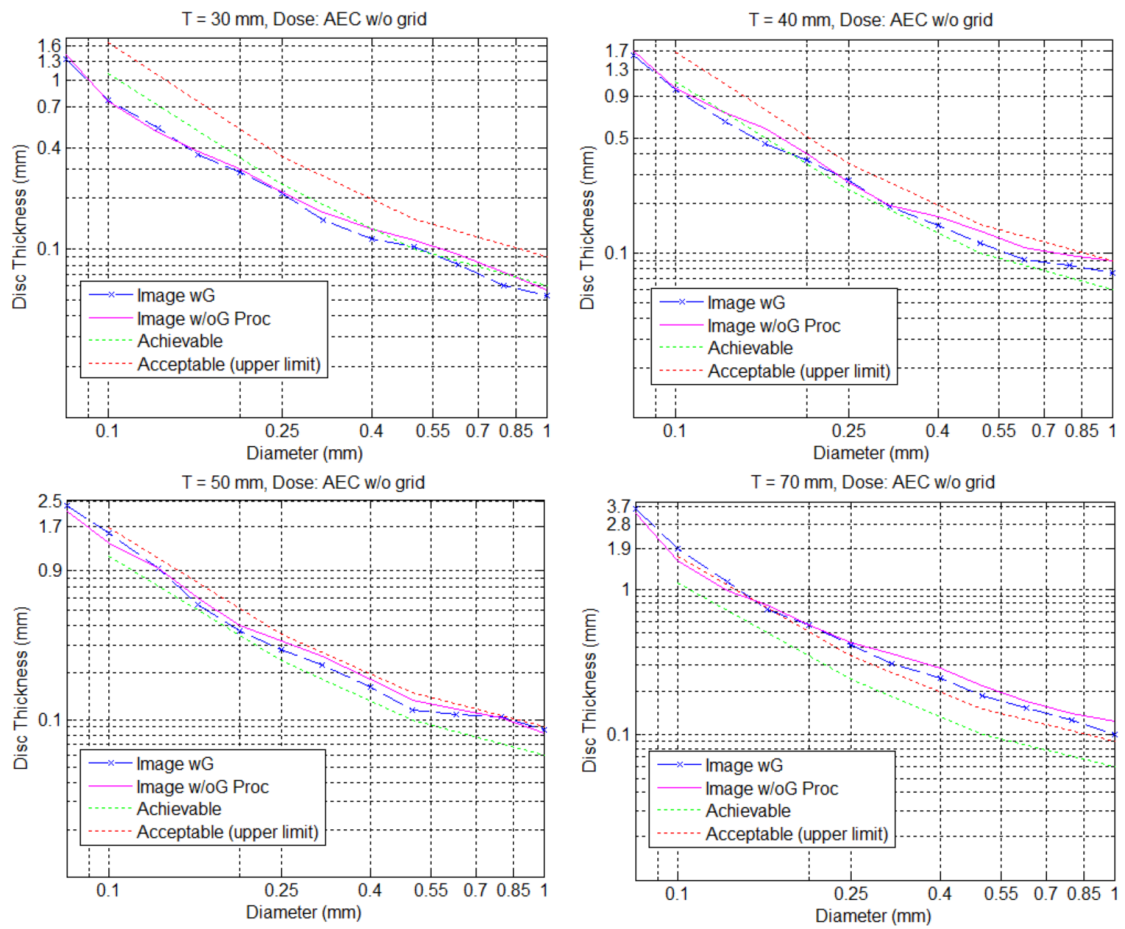 T = 30 mm, Dose: AEC w/o grid
1.6
1.3
1
0.7
0.4
0.1
Disc Thickness (mm)
Image wG
Image w/oG Proc
Achievable
Acceptable (upper limit)
0.1 0.25 0.4 0.55 0.7 0.85 1
Diameter (mm)
T = 40 mm, Dose: AEC w/o grid
1.7
1.3
0.9
0.5
0.1
Disc Thickness (mm)
Image wG
Image w/oG Proc
Achievable
Acceptable (upper limit)
0.1 0.25 0.4 0.55 0.7 0.85 1
Diameter (mm)
T = 50 mm, Dose: AEC w/o grid
2.5
1.7
0.9
0.1
Disc Thickness (mm)
Image wG
Image w/oG Proc
Achievable
Acceptable (upper limit)
0.1 0.25 0.4 0.55 0.7 0.85 1
Diameter (mm)
T = 70 mm, Dose: AEC w/o grid
3.7
2.8
1.9
1
0.1
Disc Thickness (mm)
Image wG
Image w/oG Proc
Achievable
Acceptable (upper limit)
0.1 0.25 0.4 0.55 0.7 0.85 1
Diameter (mm)